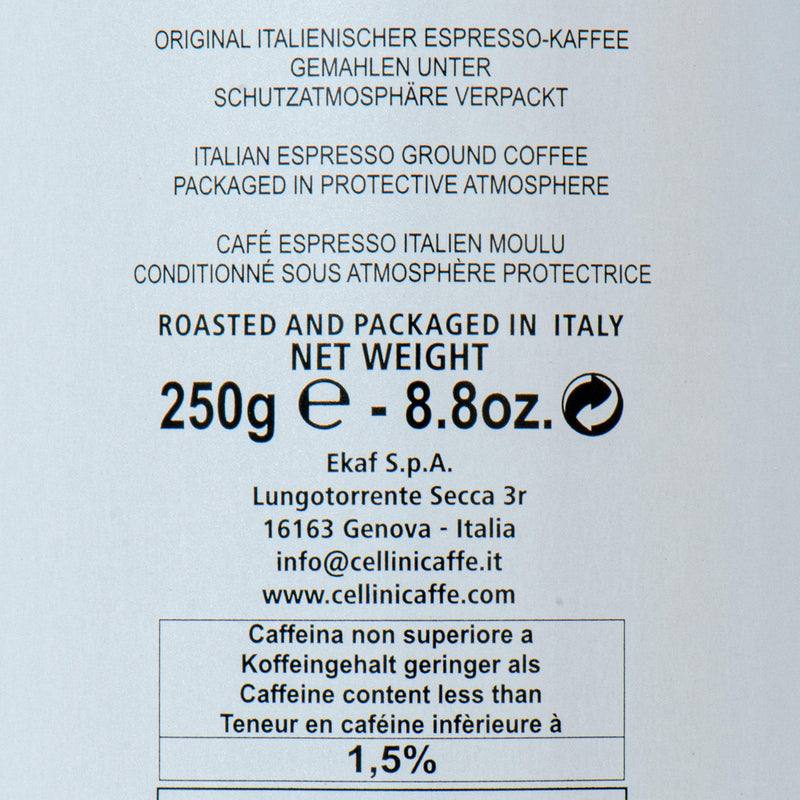 ORIGINAL ITALIENISCHER ESPRESSO-KAFFEE
GEMAHLEN UNTER
SCHUTZATMOSPHÄRE VERPACKT
ITALIAN ESPRESSO GROUND COFFEE
PACKAGED IN PROTECTIVE ATMOSPHERE
CAFÉ ESPRESSO ITALIEN MOULU
CONDITIONNÉ SOUS ATMOSPHÈRE PROTECTRICE
ROASTED AND PACKAGED IN ITALY
NET WEIGHT
250g ℮ - 8.8oz.
Ekaf S.p.A.
Lungotorrente Secca 3r
16163 Genova - Italia
info@cellinicaffe.it
www.cellinicaffe.com
Caffeina non superiore a
Koffeingehalt geringer als
Caffeine content less than
Teneur en caféine infèrieure à
1,5%